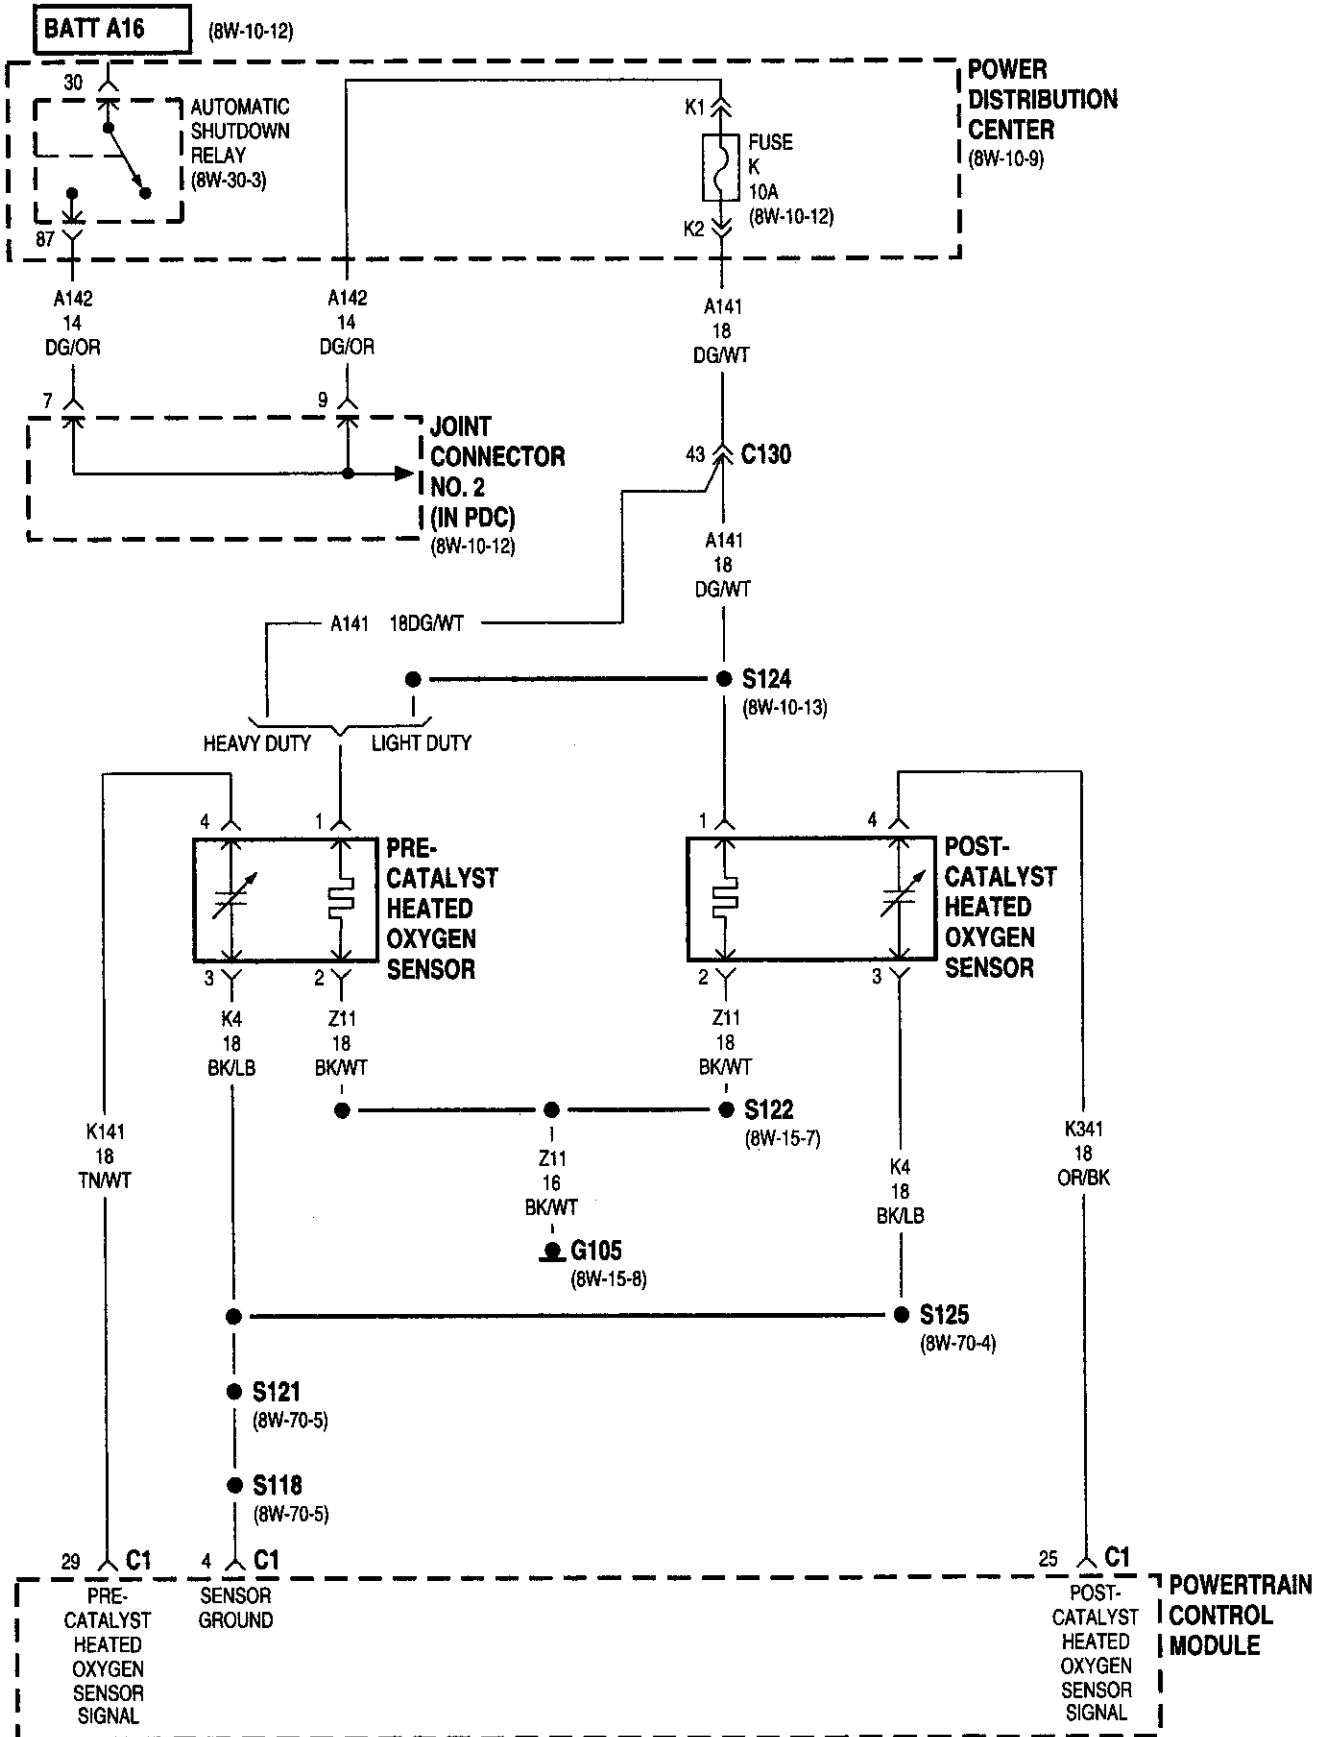 BATT A16
(8W-10-12)
30
AUTOMATIC
SHUTDOWN
RELAY
(8W-30-3)
87
K1
FUSE
K
10A
(8W-10-12)
K2
POWER
DISTRIBUTION
CENTER
(8W-10-9)
A142
14
DG/OR
A142
14
DG/OR
A141
18
DG/WT
7
9
JOINT
CONNECTOR
NO. 2
(IN PDC)
(8W-10-12)
43
C130
A141
18
DG/WT
A141 18DG/WT
S124
(8W-10-13)
HEAVY DUTY
LIGHT DUTY
4
1
PRE-
CATALYST
HEATED
OXYGEN
SENSOR
3
2
1
4
POST-
CATALYST
HEATED
OXYGEN
SENSOR
2
3
K4
18
BK/LB
Z11
18
BK/WT
Z11
18
BK/WT
S122
(8W-15-7)
K141
18
TN/WT
Z11
16
BK/WT
K4
18
BK/LB
K341
18
OR/BK
G105
(8W-15-8)
S125
(8W-70-4)
S121
(8W-70-5)
S118
(8W-70-5)
29
C1
4
C1
25
C1
PRE-
CATALYST
HEATED
OXYGEN
SENSOR
SIGNAL
SENSOR
GROUND
POST-
CATALYST
HEATED
OXYGEN
SENSOR
SIGNAL
POWERTRAIN
CONTROL
MODULE